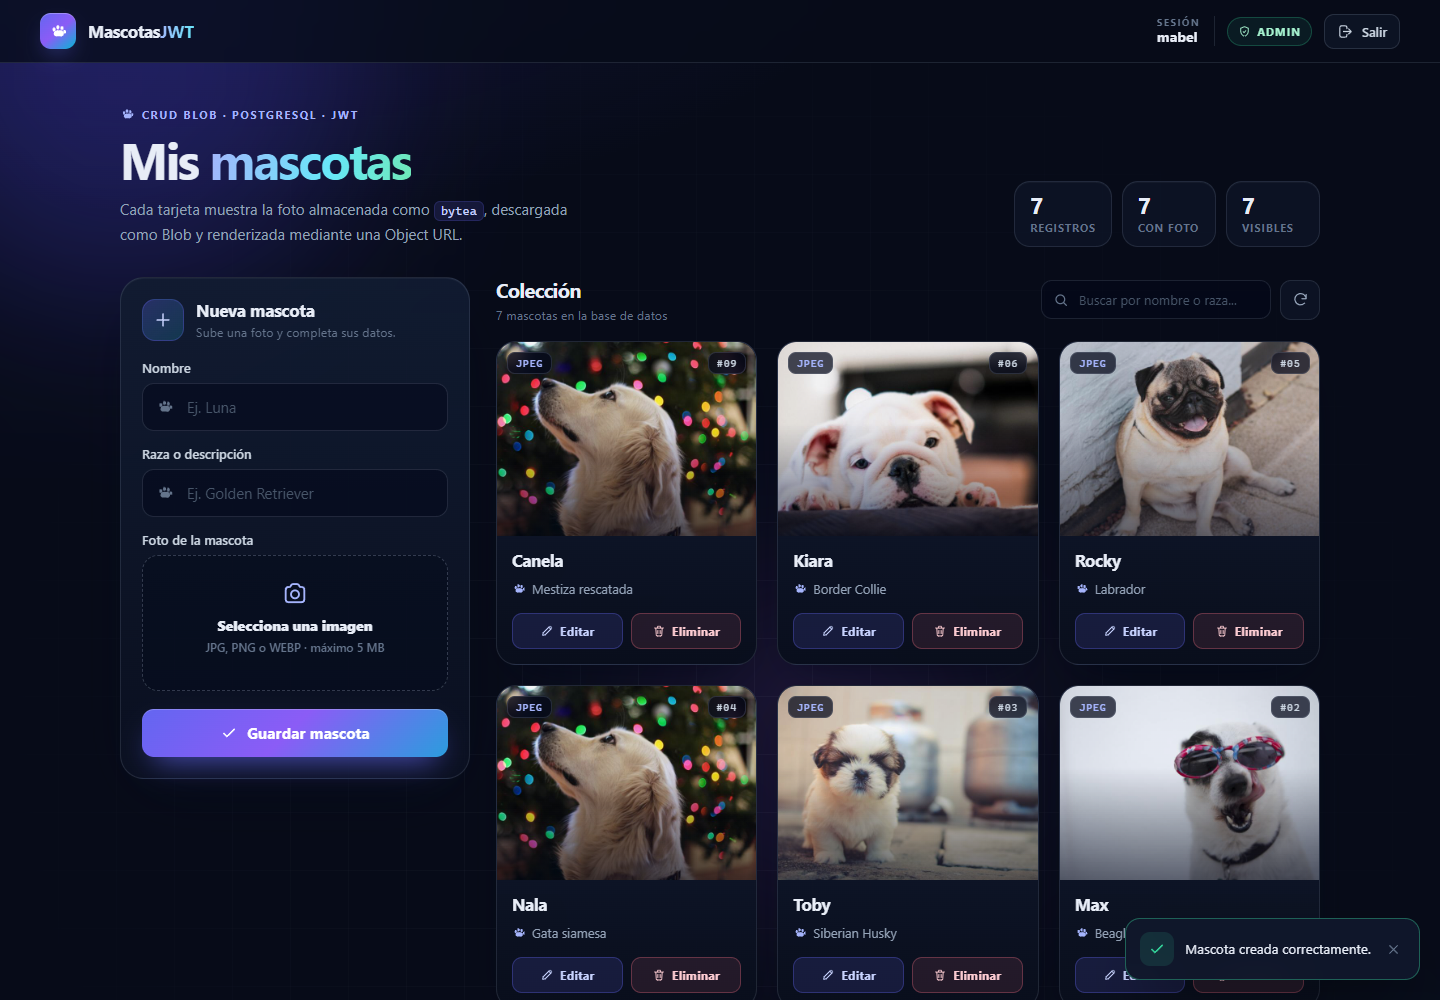 MascotasJWT
SESIÓN
mabel
ADMIN
Salir
CRUD BLOB · POSTGRESQL · JWT
Mis mascotas
Cada tarjeta muestra la foto almacenada como bytea, descargada
como Blob y renderizada mediante una Object URL.
7
REGISTROS
7
CON FOTO
7
VISIBLES
Nueva mascota
Sube una foto y completa sus datos.
Nombre
Ej. Luna
Raza o descripción
Ej. Golden Retriever
Foto de la mascota
Selecciona una imagen
JPG, PNG o WEBP · máximo 5 MB
Guardar mascota
Colección
7 mascotas en la base de datos
Buscar por nombre o raza...
JPEG
#09
Canela
Mestiza rescatada
Editar
Eliminar
JPEG
#06
Kiara
Border Collie
Editar
Eliminar
JPEG
#05
Rocky
Labrador
Editar
Eliminar
JPEG
#04
Nala
Gata siamesa
Editar
Eliminar
JPEG
#03
Toby
Siberian Husky
Editar
Eliminar
JPEG
#02
Max
Mascota creada correctamente.